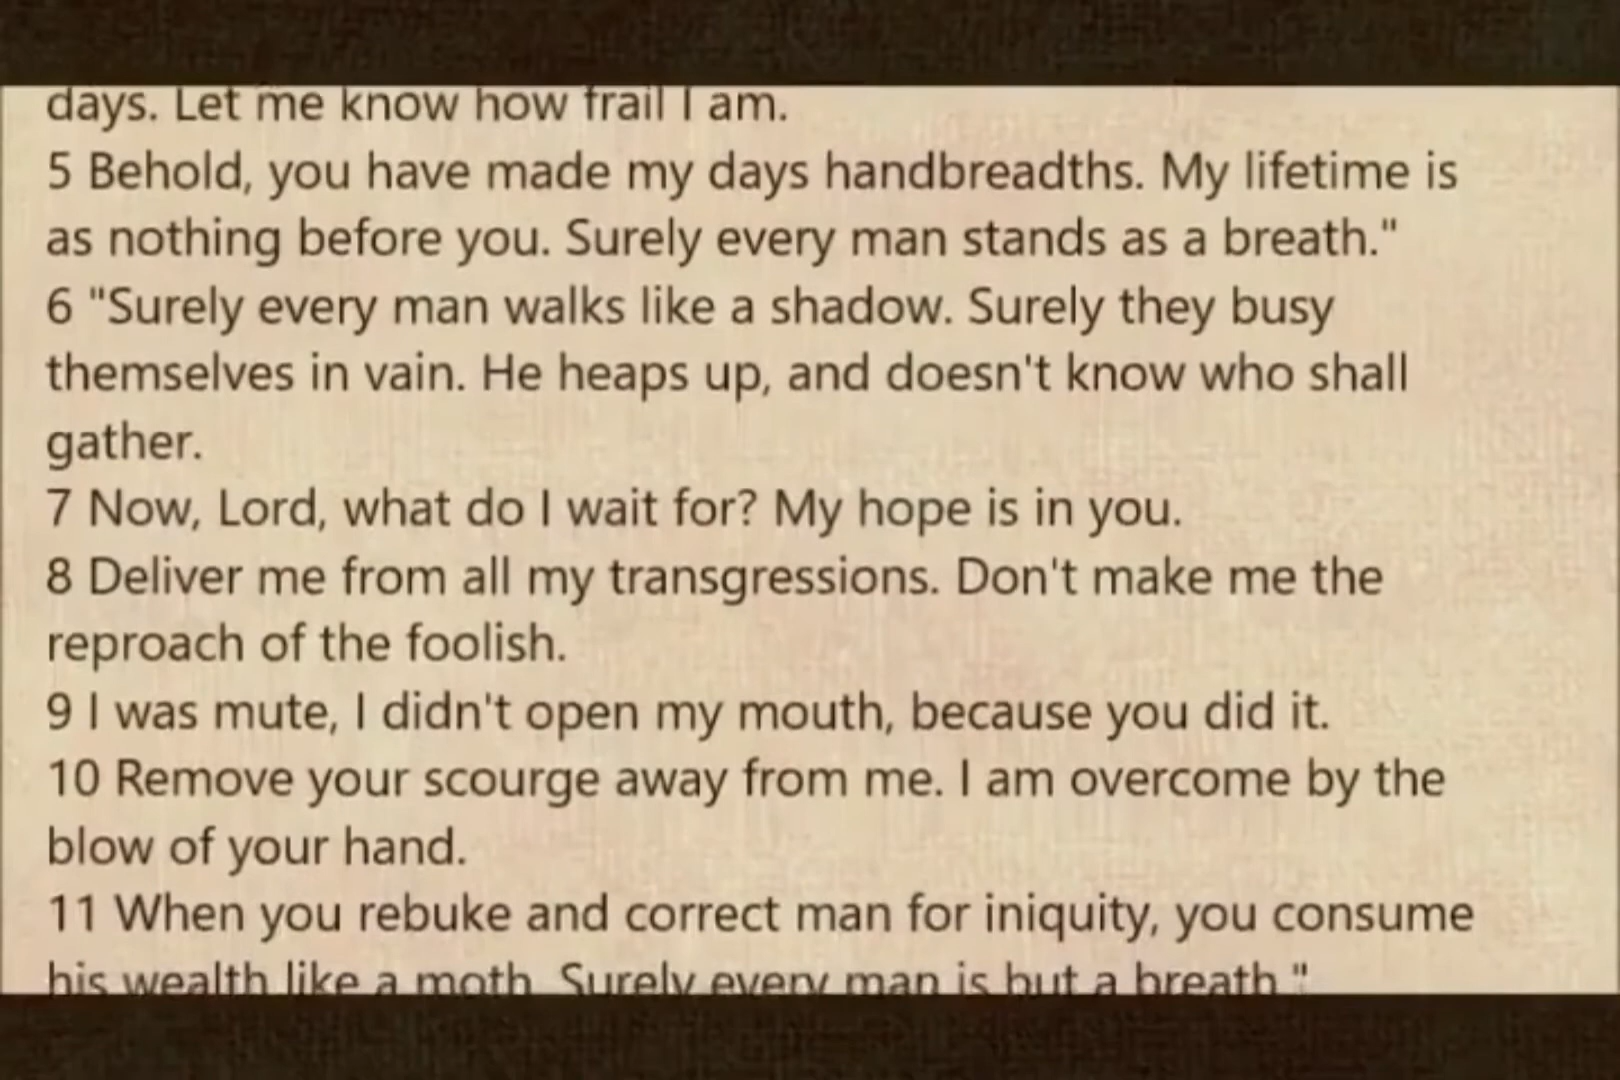 days. Let me know how frail I am.
5 Behold, you have made my days handbreadths. My lifetime is
as nothing before you. Surely every man stands as a breath."
6 "Surely every man walks like a shadow. Surely they busy
themselves in vain. He heaps up, and doesn't know who shall
gather.
7 Now, Lord, what do I wait for? My hope is in you.
8 Deliver me from all my transgressions. Don't make me the
reproach of the foolish.
9 I was mute, I didn't open my mouth, because you did it.
10 Remove your scourge away from me. I am overcome by the
blow of your hand.
11 When you rebuke and correct man for iniquity, you consume
his wealth like a moth. Surely every man is but a breath."